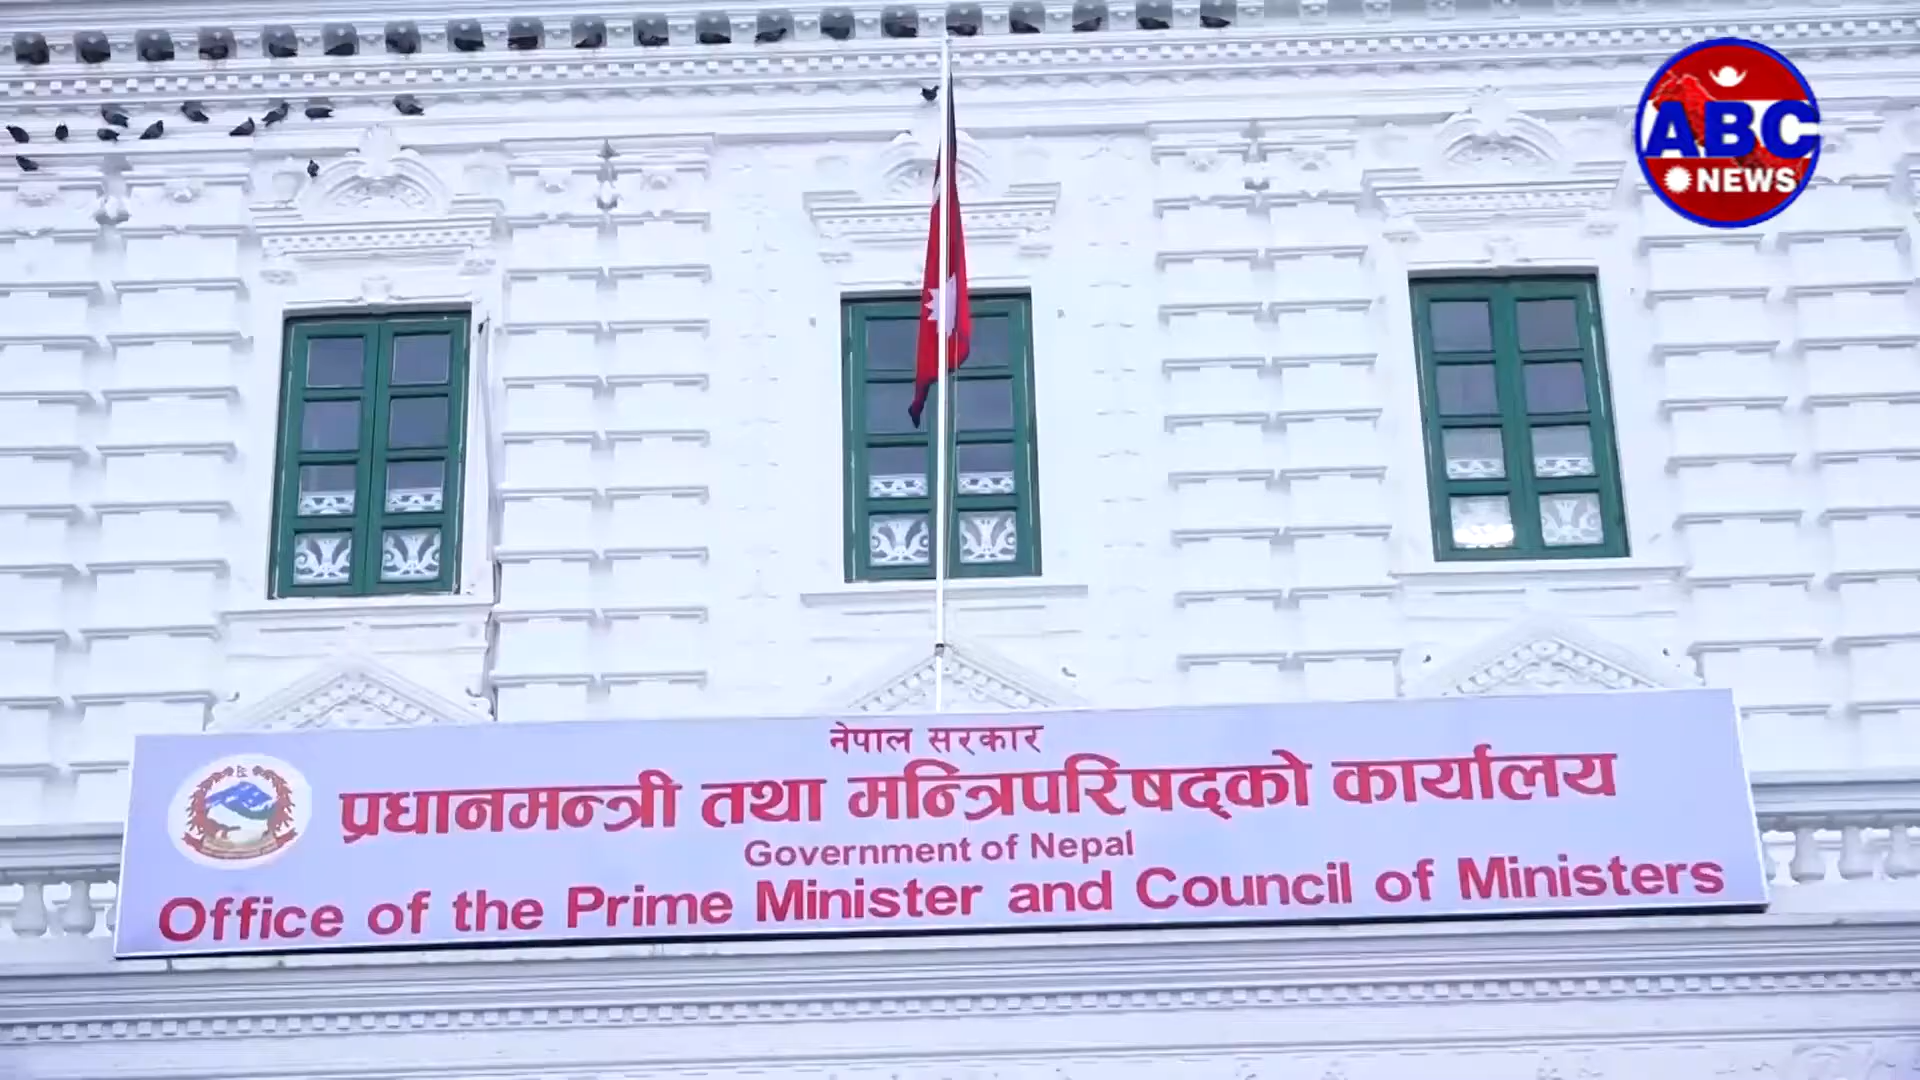 ABC
NEWS
नेपाल सरकार
प्रधानमन्त्री तथा मन्त्रिपरिषद्को कार्यालय
Government of Nepal
Office of the Prime Minister and Council of Ministers